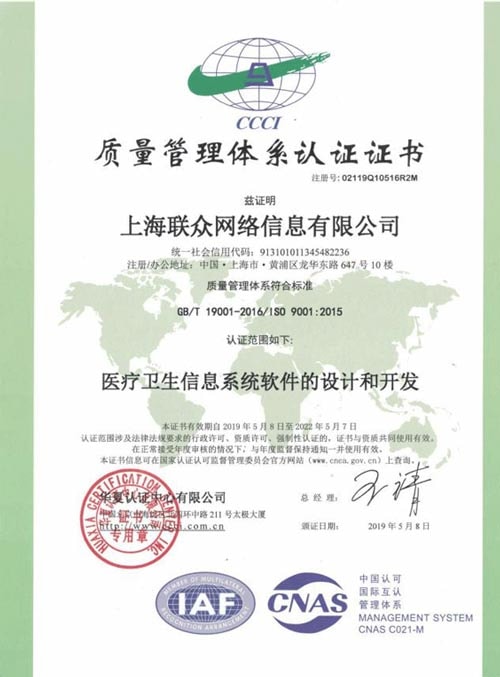 CCCI
质量管理体系认证证书
注册号: 02119Q10516R2M
兹证明
上海联众网络信息有限公司
统一社会信用代码: 913101011345482236
注册/办公地址: 中国·上海市·黄浦区龙华东路 647 号 10 楼
质量管理体系符合标准
GB/T 19001-2016/ISO 9001:2015
认证范围如下:
医疗卫生信息系统软件的设计和开发
本证书有效期自 2019 年 5 月 8 日至 2022 年 5 月 7 日
认证范围涉及法律法规要求的行政许可、资质许可、强制性认证的, 证书与资质共同使用有效。
在正常接受年度审核的情况下, 与年度监督保持通知一并使用有效。
本证书信息可在国家认证认可监督管理委员会官方网站 (www.cnca.gov.cn) 上查询。
华夏认证中心有限公司
环中路 211 号太极大厦
http://www.ccci.com.cn
总 经 理:
颁证日期: 2019 年 5 月 8 日
HUAXIA CERTIFICATION CENTER INC.
专用章
MEMBER OF MULTILATERAL
RECOGNITION ARRANGEMENT
IAF
CNAS
中国认可
国际互认
管理体系
MANAGEMENT SYSTEM
CNAS C021-M